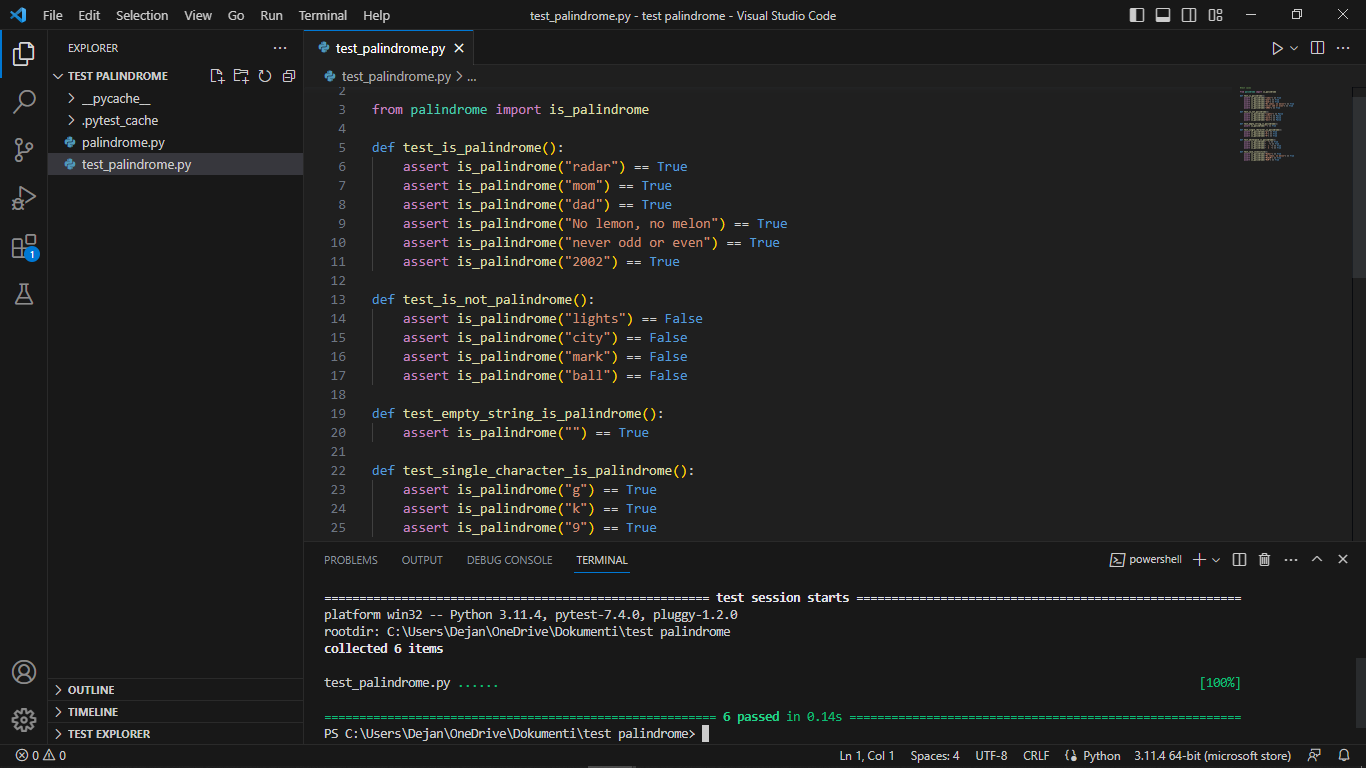 File Edit Selection View Go Run Terminal Help test_palindrome.py - test palindrome - Visual Studio Code
EXPLORER
TEST PALINDROME
__pycache__
.pytest_cache
palindrome.py
test_palindrome.py
OUTLINE
TIMELINE
TEST EXPLORER
1
test_palindrome.py
test_palindrome.py > ...
2
3 from palindrome import is_palindrome
4
5 def test_is_palindrome():
6 assert is_palindrome("radar") == True
7 assert is_palindrome("mom") == True
8 assert is_palindrome("dad") == True
9 assert is_palindrome("No lemon, no melon") == True
10 assert is_palindrome("never odd or even") == True
11 assert is_palindrome("2002") == True
12
13 def test_is_not_palindrome():
14 assert is_palindrome("lights") == False
15 assert is_palindrome("city") == False
16 assert is_palindrome("mark") == False
17 assert is_palindrome("ball") == False
18
19 def test_empty_string_is_palindrome():
20 assert is_palindrome("") == True
21
22 def test_single_character_is_palindrome():
23 assert is_palindrome("g") == True
24 assert is_palindrome("k") == True
25 assert is_palindrome("9") == True
PROBLEMS OUTPUT DEBUG CONSOLE TERMINAL powershell
======================================================= test session starts =======================================================
platform win32 -- Python 3.11.4, pytest-7.4.0, pluggy-1.2.0
rootdir: C:\Users\Dejan\OneDrive\Dokumenti\test palindrome
collected 6 items
test_palindrome.py ...... [100%]
======================================================== 6 passed in 0.14s ========================================================
PS C:\Users\Dejan\OneDrive\Dokumenti\test palindrome>
0 0 Ln 1, Col 1 Spaces: 4 UTF-8 CRLF Python 3.11.4 64-bit (microsoft store)